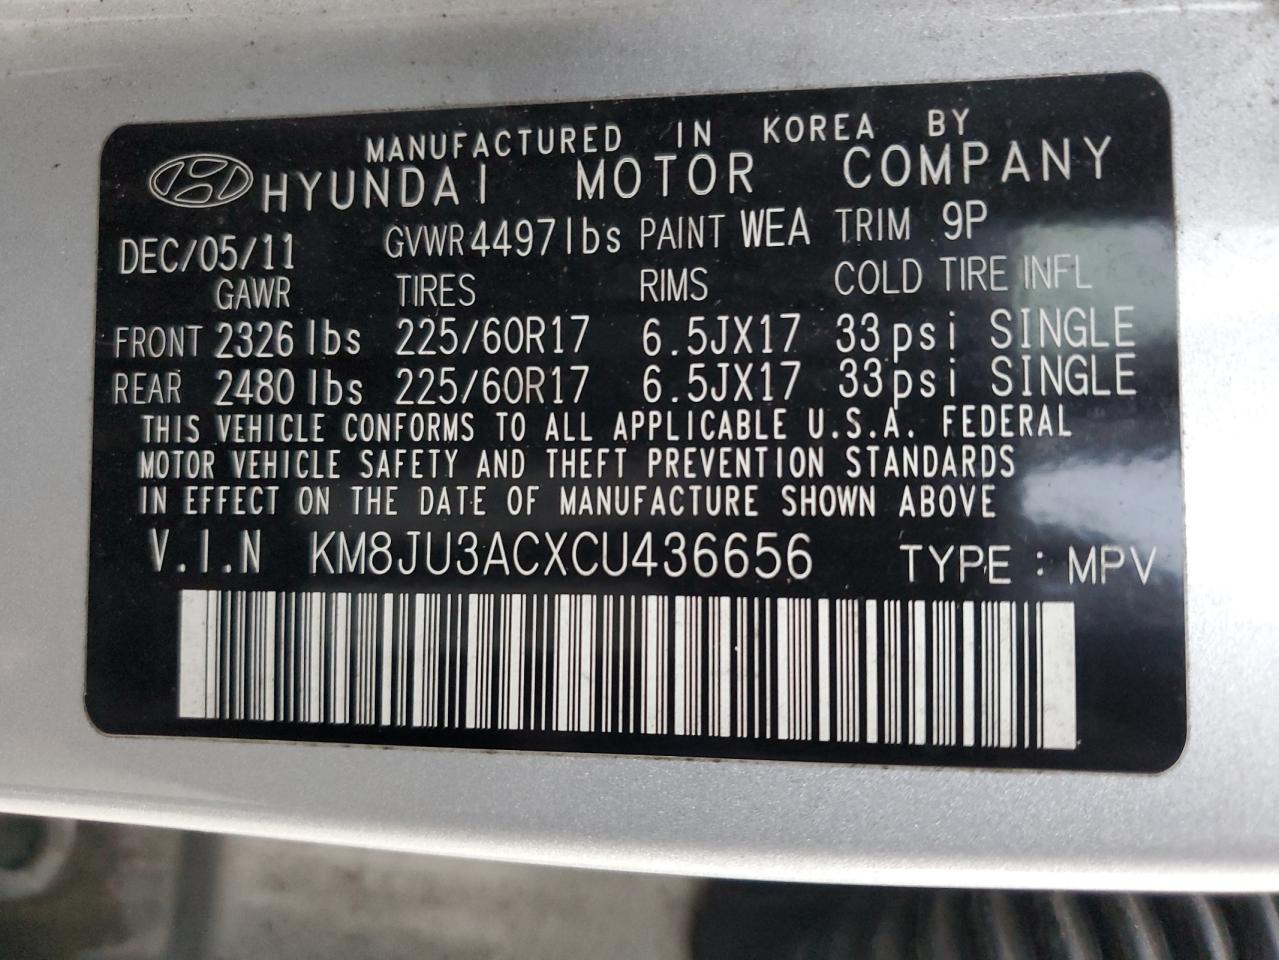 MANUFACTURED IN KOREA BY
HYUNDAI MOTOR COMPANY
DEC/05/11 GVWR 4497lbs PAINT WEA TRIM 9P
GAWR TIRES RIMS COLD TIRE INFL
FRONT 2326 lbs 225/60R17 6.5JX17 33psi SINGLE
REAR 2480 lbs 225/60R17 6.5JX17 33psi SINGLE
THIS VEHICLE CONFORMS TO ALL APPLICABLE U.S.A. FEDERAL
MOTOR VEHICLE SAFETY AND THEFT PREVENTION STANDARDS
IN EFFECT ON THE DATE OF MANUFACTURE SHOWN ABOVE
V.I.N KM8JU3ACXCU436656 TYPE : MPV